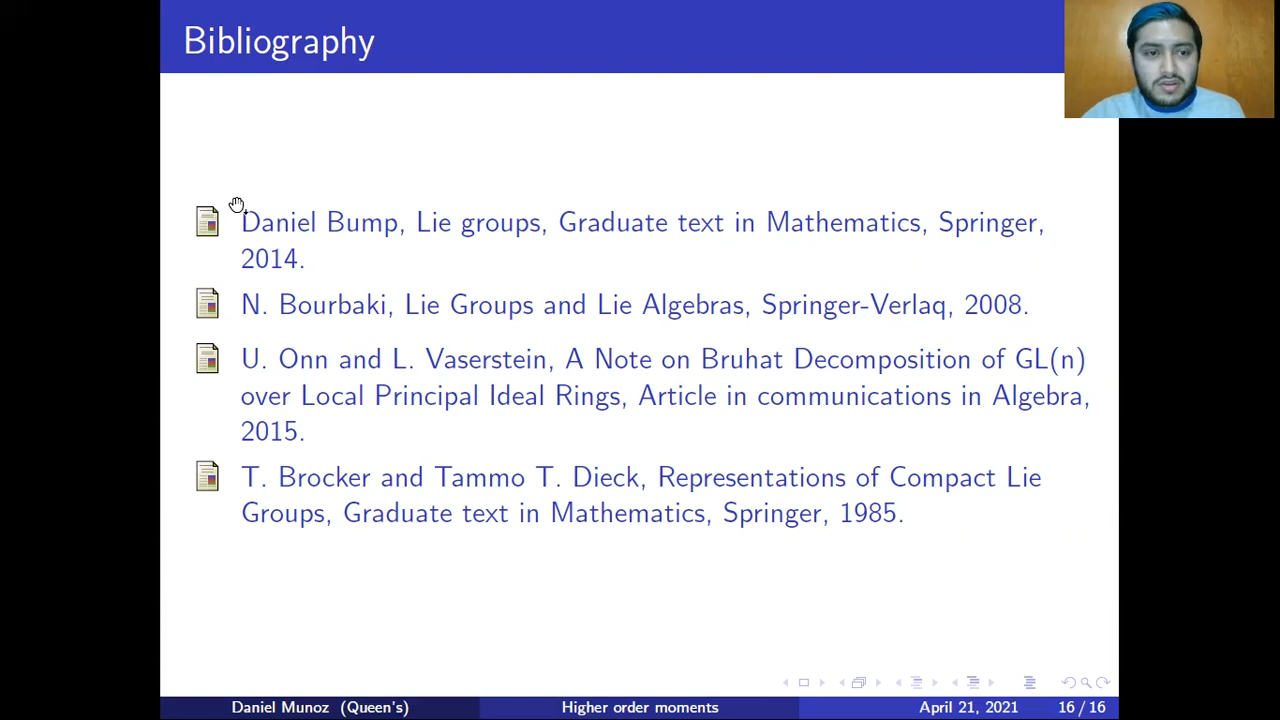 Bibliography
Daniel Bump, Lie groups, Graduate text in Mathematics, Springer,
2014.
N. Bourbaki, Lie Groups and Lie Algebras, Springer-Verlaq, 2008.
U. Onn and L. Vaserstein, A Note on Bruhat Decomposition of GL(n)
over Local Principal Ideal Rings, Article in communications in Algebra,
2015.
T. Brocker and Tammo T. Dieck, Representations of Compact Lie
Groups, Graduate text in Mathematics, Springer, 1985.
Daniel Munoz (Queen's) Higher order moments April 21, 2021 16 / 16